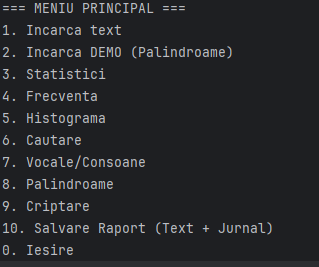 === MENIU PRINCIPAL ===
1. Incarca text
2. Incarca DEMO (Palindroame)
3. Statistici
4. Frecventa
5. Histograma
6. Cautare
7. Vocale/Consoane
8. Palindroame
9. Criptare
10. Salvare Raport (Text + Jurnal)
0. Iesire